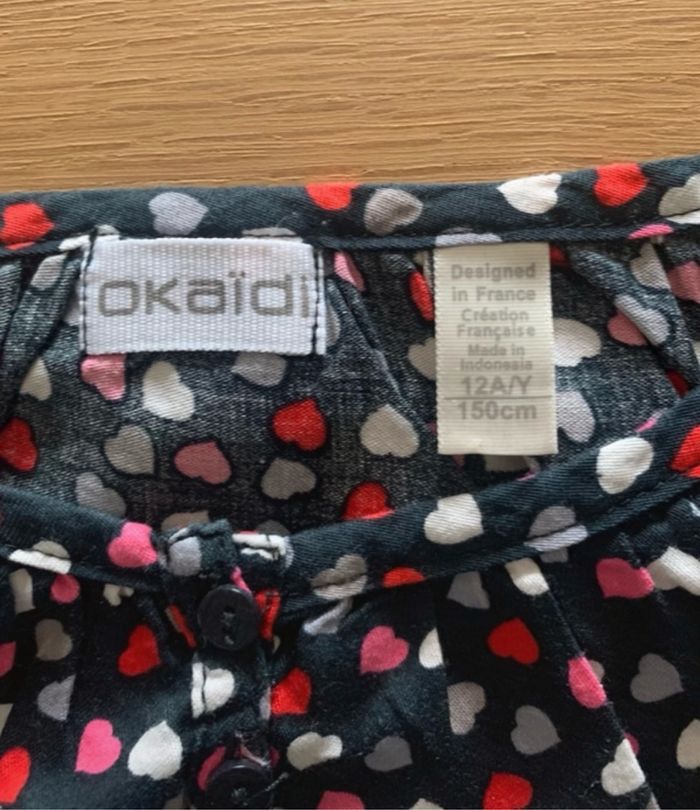 OKaïdi
Designed
in France
Création
Française
Made in
Indonesia
12A/Y
150cm